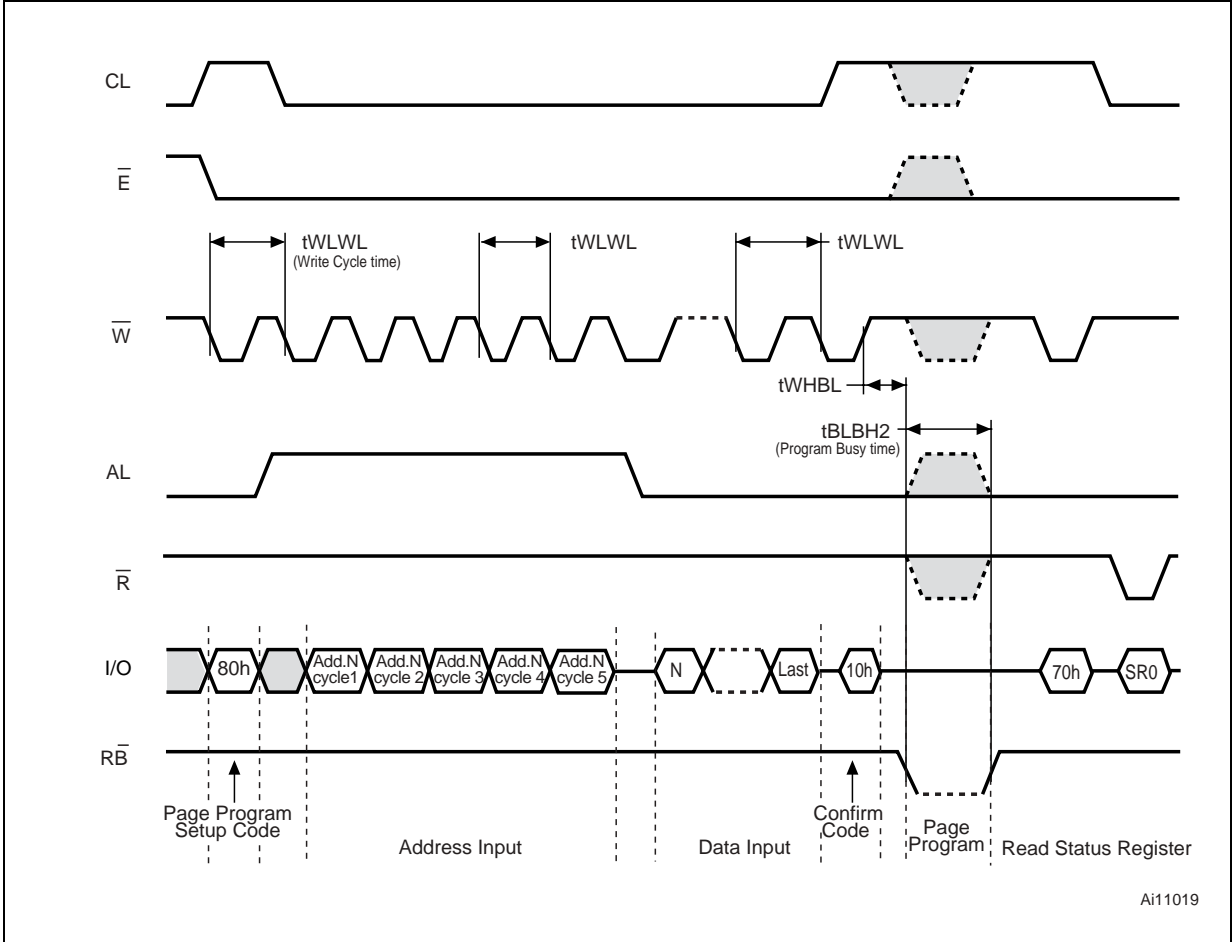 CL
E̅
tWLWL
(Write Cycle time)
tWLWL
tWLWL
W̅
tWHBL
tBLBH2
(Program Busy time)
AL
R̅
I/O
80h
Add.N
cycle1
Add.N
cycle 2
Add.N
cycle 3
Add.N
cycle 4
Add.N
cycle 5
N
Last
10h
70h
SR0
RB̅
Page Program
Setup Code
Address Input
Data Input
Confirm
Code
Page
Program
Read Status Register
Ai11019